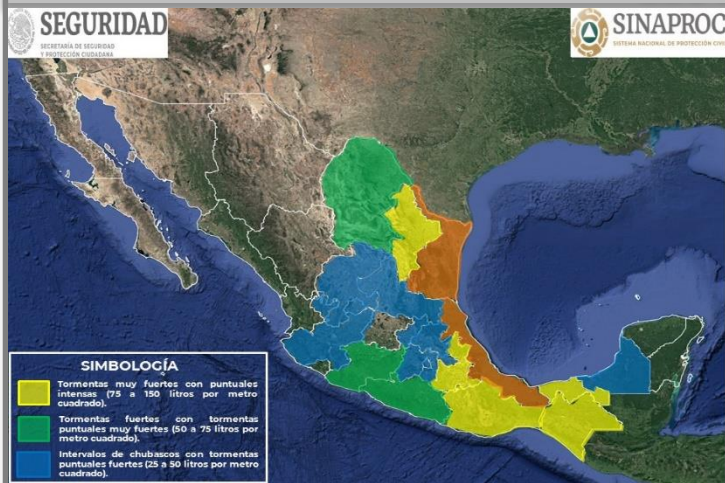 SEGURIDAD
SECRETARÍA DE SEGURIDAD
Y PROTECCIÓN CIUDADANA
SINAPROC
SISTEMA NACIONAL DE PROTECCIÓN CIVIL
SIMBOLOGÍA
Tormentas muy fuertes con puntuales
intensas (75 a 150 litros por metro
cuadrado).
Tormentas fuertes con tormentas
puntuales muy fuertes (50 a 75 litros por
metro cuadrado).
Intervalos de chubascos con tormentas
puntuales fuertes (25 a 50 litros por metro
cuadrado).